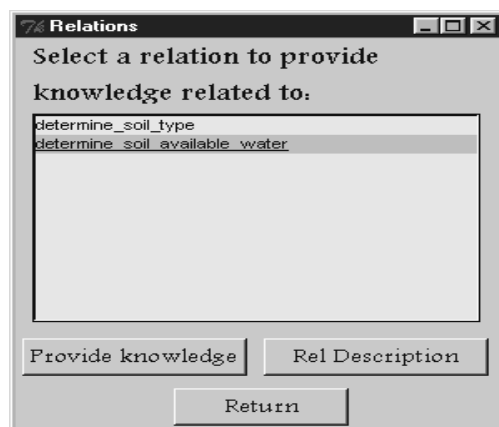 Relations
Select a relation to provide
knowledge related to:
determine_soil_type
determine_soil_available_water
Provide knowledge
Rel Description
Return